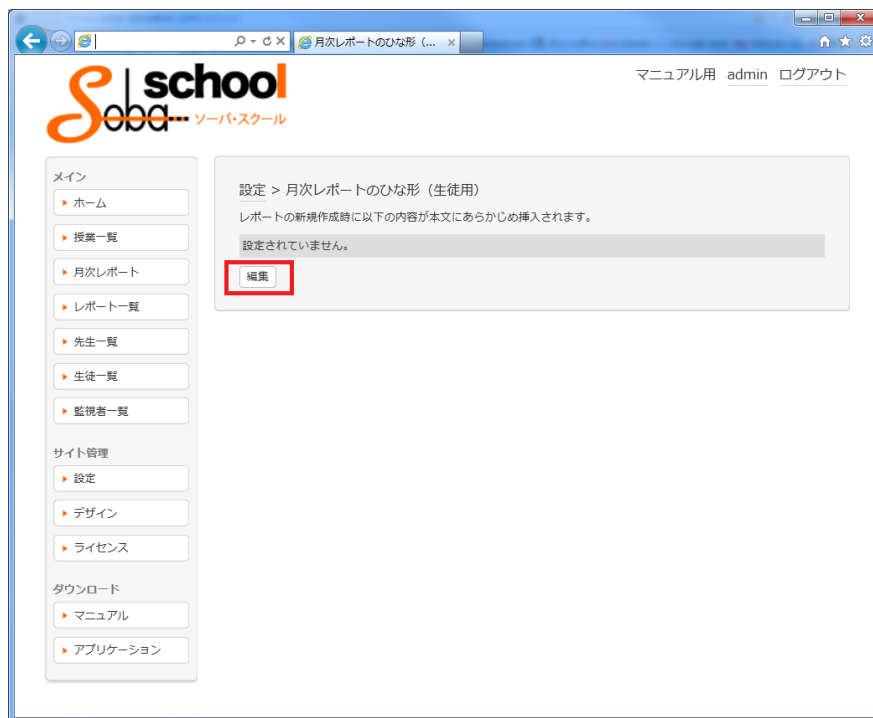 月次レポートのひな形 (...
school
Soba
ソーバ・スクール
マニュアル用 admin ログアウト
メイン
ホーム
授業一覧
月次レポート
レポート一覧
先生一覧
生徒一覧
監視者一覧
サイト管理
設定
デザイン
ライセンス
ダウンロード
マニュアル
アプリケーション
設定 > 月次レポートのひな形（生徒用）
レポートの新規作成時に以下の内容が本文にあらかじめ挿入されます。
設定されていません。
編集